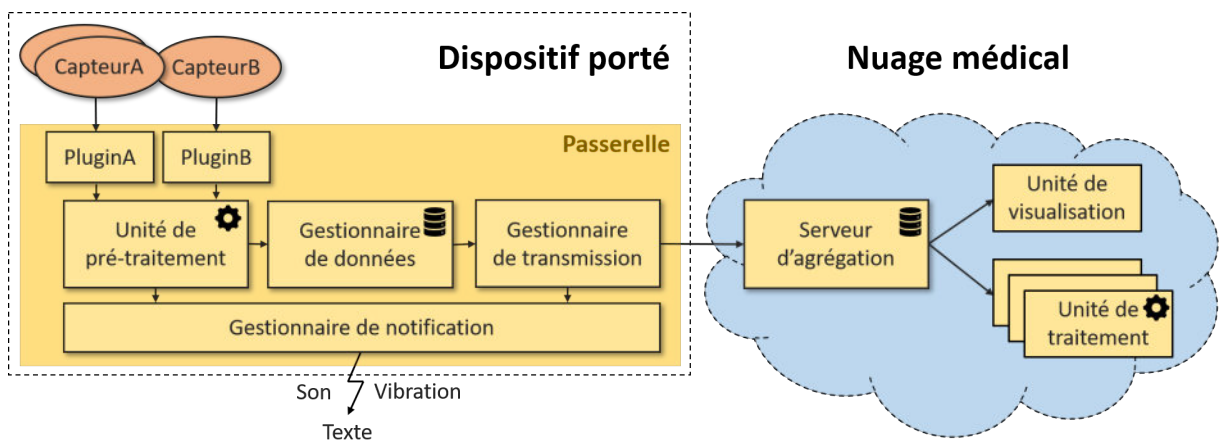 Dispositif porté
Nuage médical
CapteurA
CapteurB
Passerelle
PluginA
PluginB
Unité de
pré-traitement
Gestionnaire
de données
Gestionnaire
de transmission
Gestionnaire de notification
Son
Vibration
Texte
Serveur
d'agrégation
Unité de
visualisation
Unité de
traitement